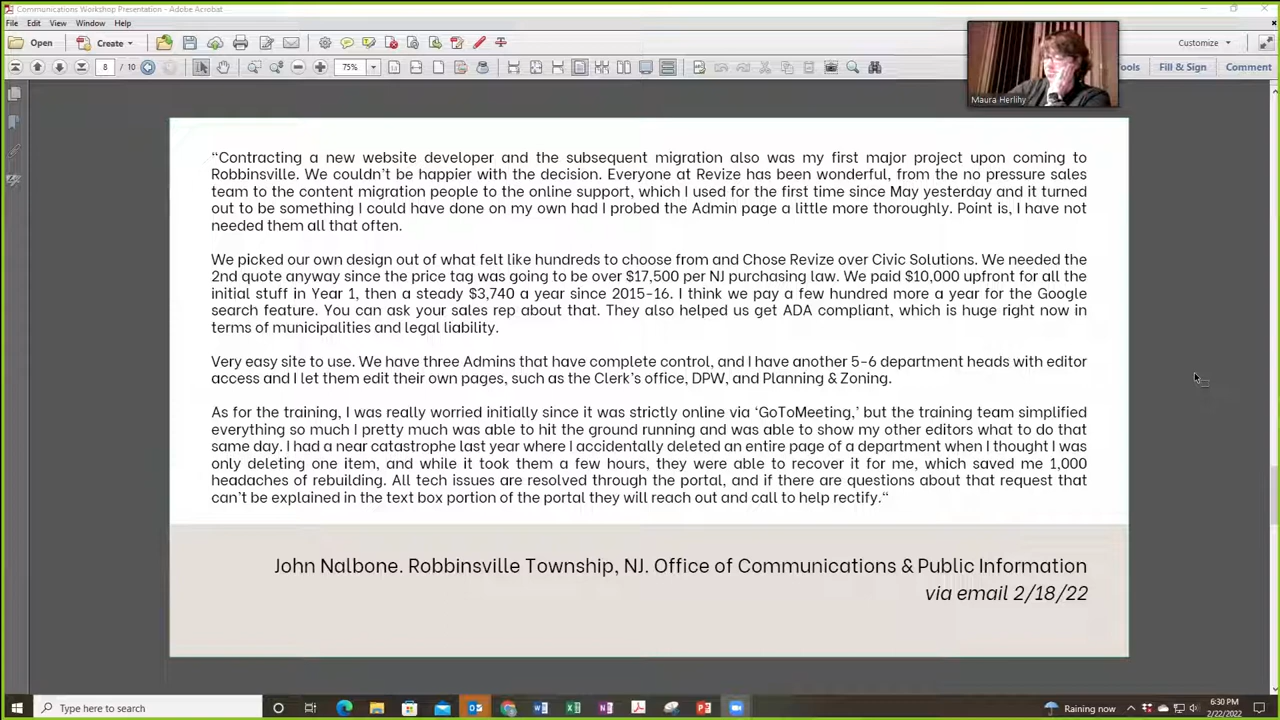 Communications Workshop Presentation - Adobe Acrobat
File Edit View Window Help
Open Create Customize
8 / 10 75% Tools Fill & Sign Comment
Maura Herlihy
“Contracting a new website developer and the subsequent migration also was my first major project upon coming to
Robbinsville. We couldn’t be happier with the decision. Everyone at Revize has been wonderful, from the no pressure sales
team to the content migration people to the online support, which I used for the first time since May yesterday and it turned
out to be something I could have done on my own had I probed the Admin page a little more thoroughly. Point is, I have not
needed them all that often.
We picked our own design out of what felt like hundreds to choose from and Chose Revize over Civic Solutions. We needed the
2nd quote anyway since the price tag was going to be over $17,500 per NJ purchasing law. We paid $10,000 upfront for all the
initial stuff in Year 1, then a steady $3,740 a year since 2015-16. I think we pay a few hundred more a year for the Google
search feature. You can ask your sales rep about that. They also helped us get ADA compliant, which is huge right now in
terms of municipalities and legal liability.
Very easy site to use. We have three Admins that have complete control, and I have another 5-6 department heads with editor
access and I let them edit their own pages, such as the Clerk’s office, DPW, and Planning & Zoning.
As for the training, I was really worried initially since it was strictly online via ‘GoToMeeting,’ but the training team simplified
everything so much I pretty much was able to hit the ground running and was able to show my other editors what to do that
same day. I had a near catastrophe last year where I accidentally deleted an entire page of a department when I thought I was
only deleting one item, and while it took them a few hours, they were able to recover it for me, which saved me 1,000
headaches of rebuilding. All tech issues are resolved through the portal, and if there are questions about that request that
can’t be explained in the text box portion of the portal they will reach out and call to help rectify.“
John Nalbone. Robbinsville Township, NJ. Office of Communications & Public Information
via email 2/18/22
Type here to search
Raining now
6:30 PM
2/22/2022